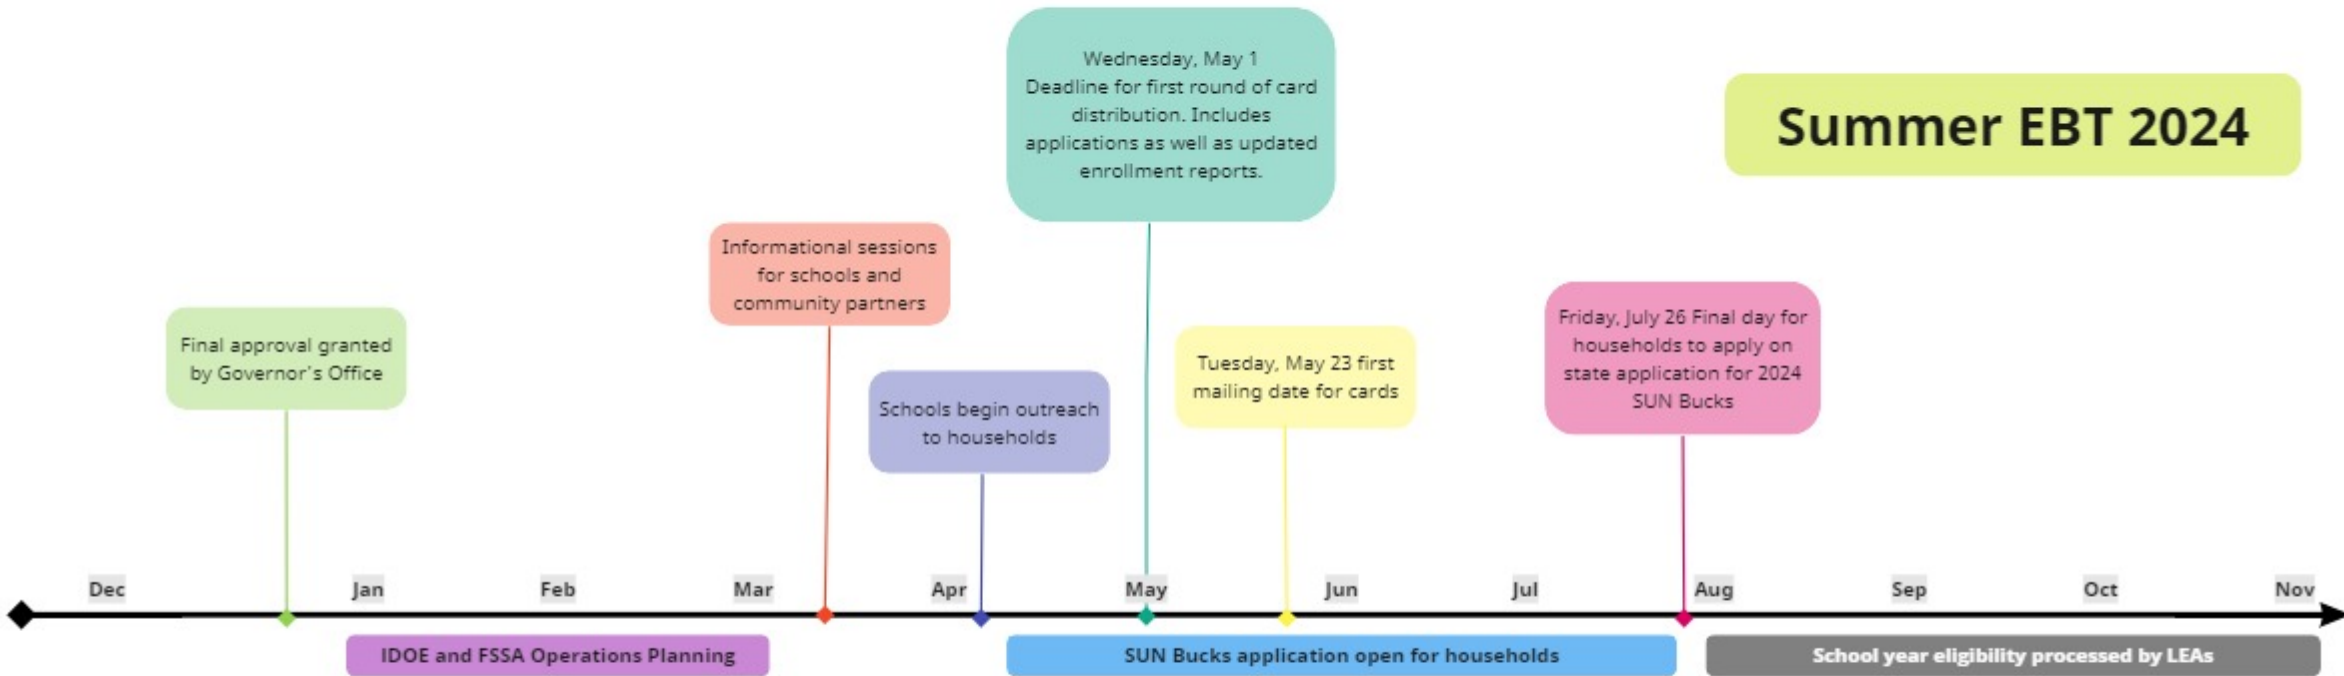 Wednesday, May 1
Deadline for first round of card
distribution. Includes
applications as well as updated
enrollment reports.
Summer EBT 2024
Informational sessions
for schools and
community partners
Final approval granted
by Governor's Office
Schools begin outreach
to households
Tuesday, May 23 first
mailing date for cards
Friday, July 26 Final day for
households to apply on
state application for 2024
SUN Bucks
Dec Jan Feb Mar Apr May Jun Jul Aug Sep Oct Nov
IDOE and FSSA Operations Planning
SUN Bucks application open for households
School year eligibility processed by LEAs